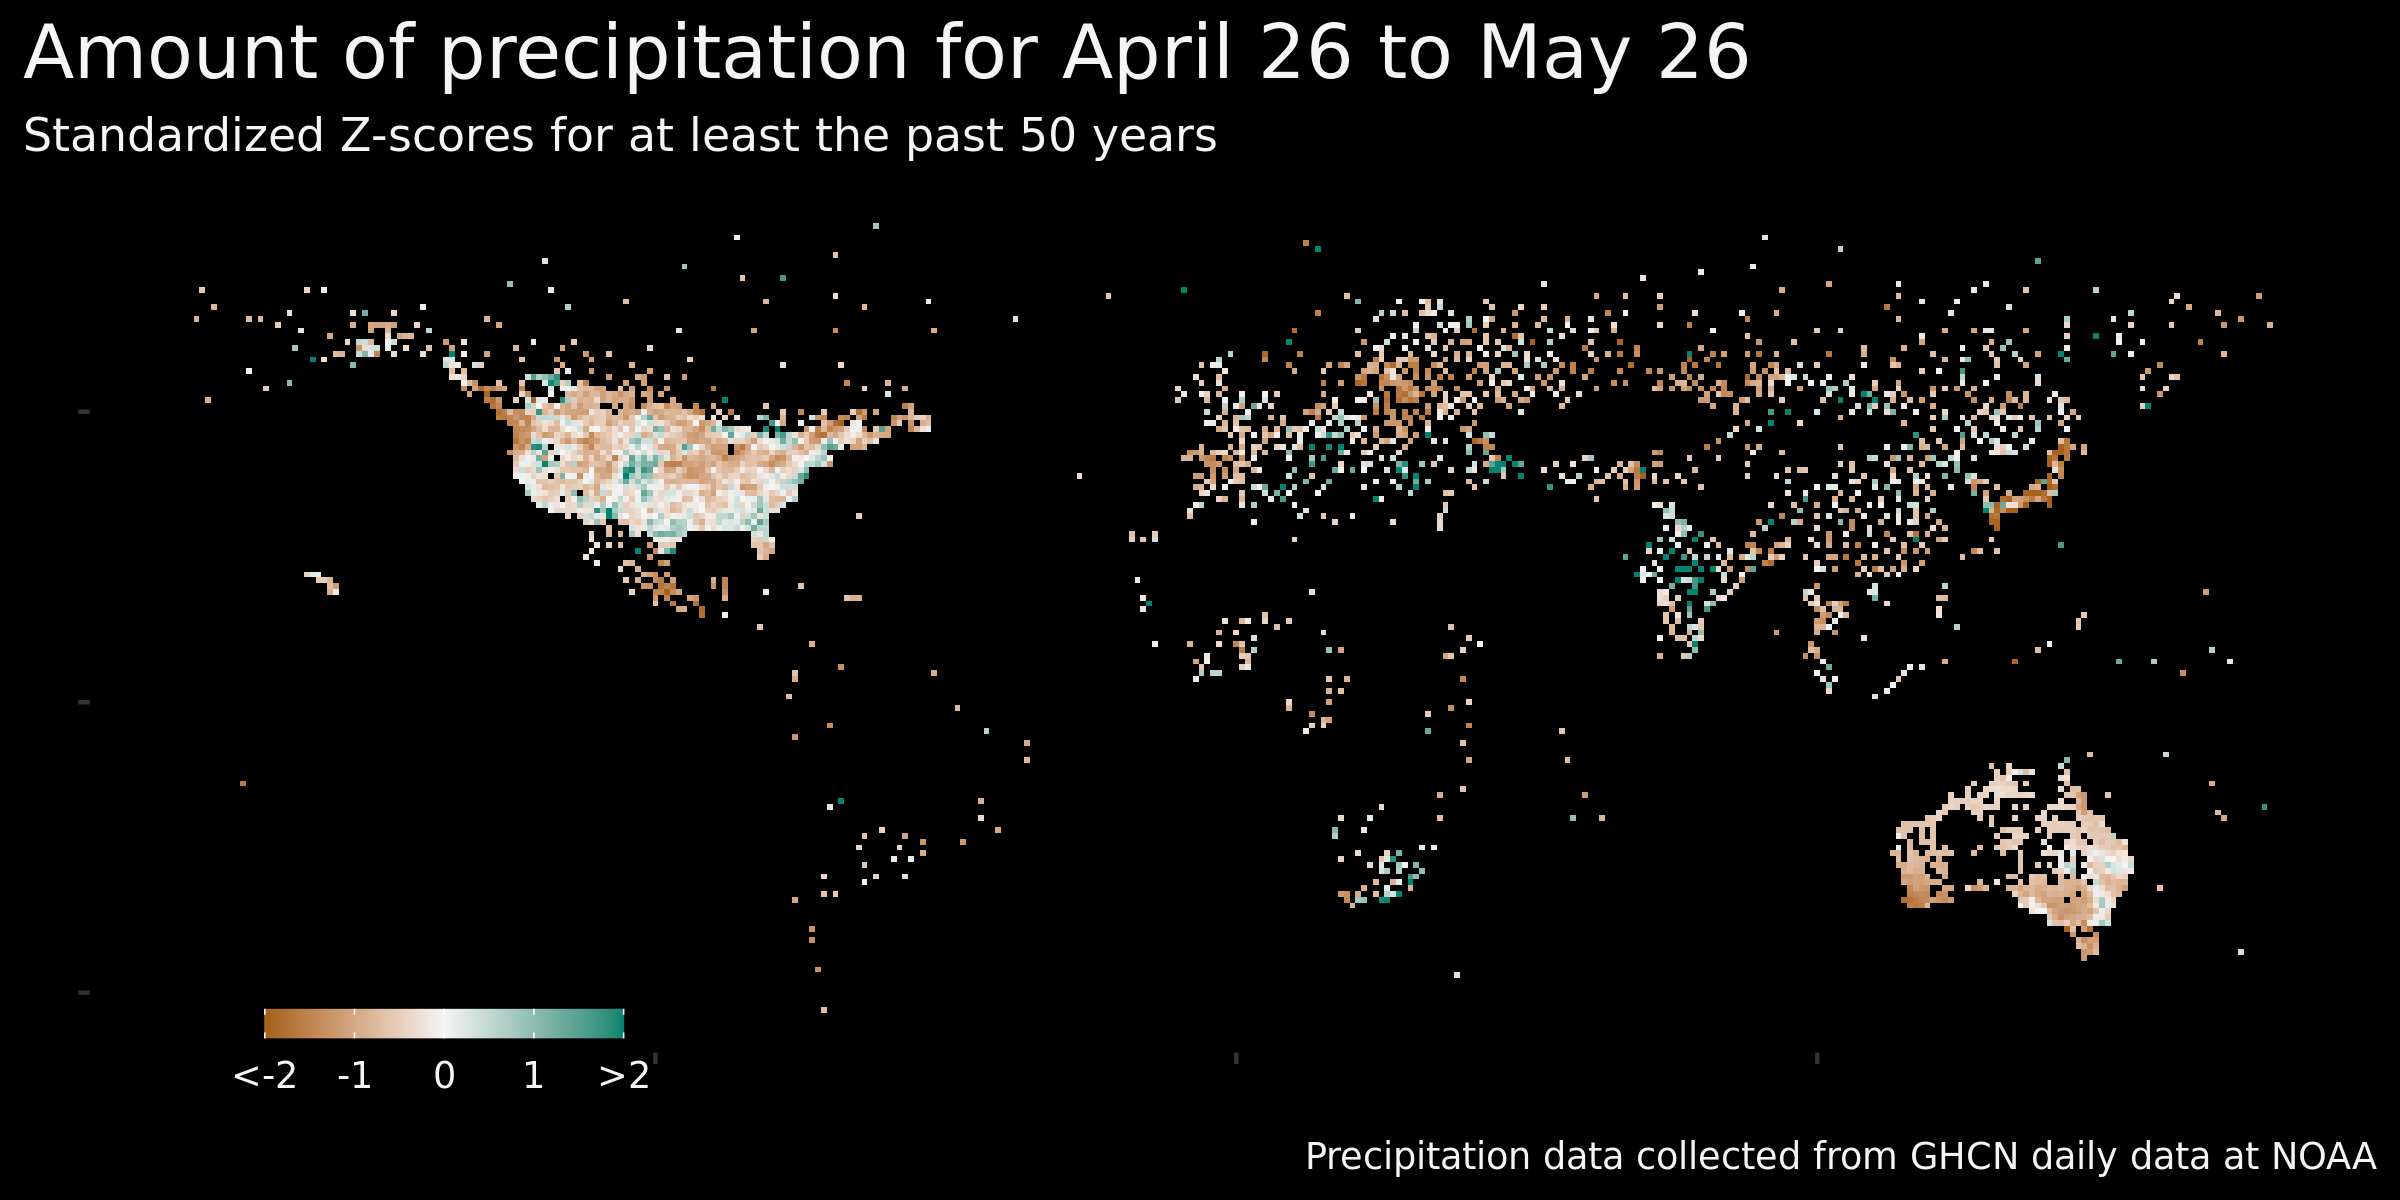 Amount of precipitation for April 26 to May 26
Standardized Z-scores for at least the past 50 years
<-2 -1 0 1 >2
Precipitation data collected from GHCN daily data at NOAA